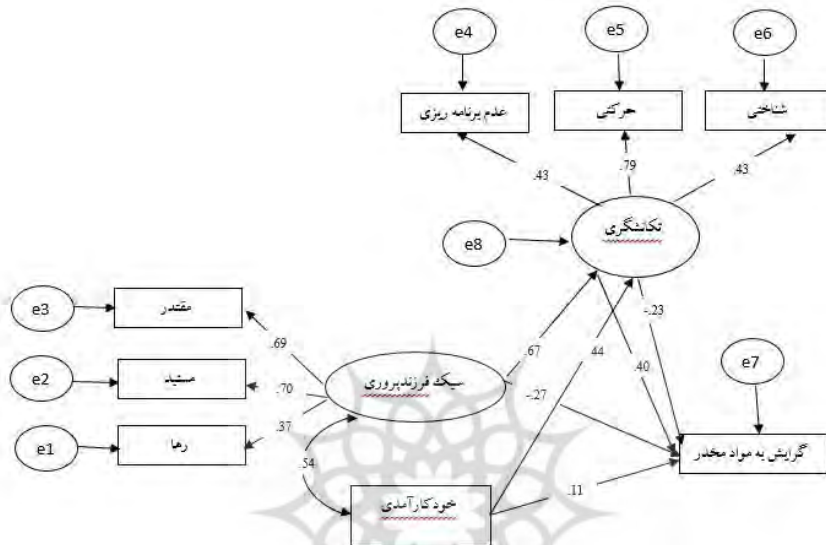 e4
e5
e6
عدم برنامه ریزی
حرکتی
شناختی
.43
.79
.43
تکانشگری
e8
e3
مقتدر
.69
.67
.44
-.23
.40
e7
e2
مستبد
.70
سبک فرزندپروری
-.27
e1
رها
.37
گرایش به مواد مخدر
.54
.11
خودکارآمدی